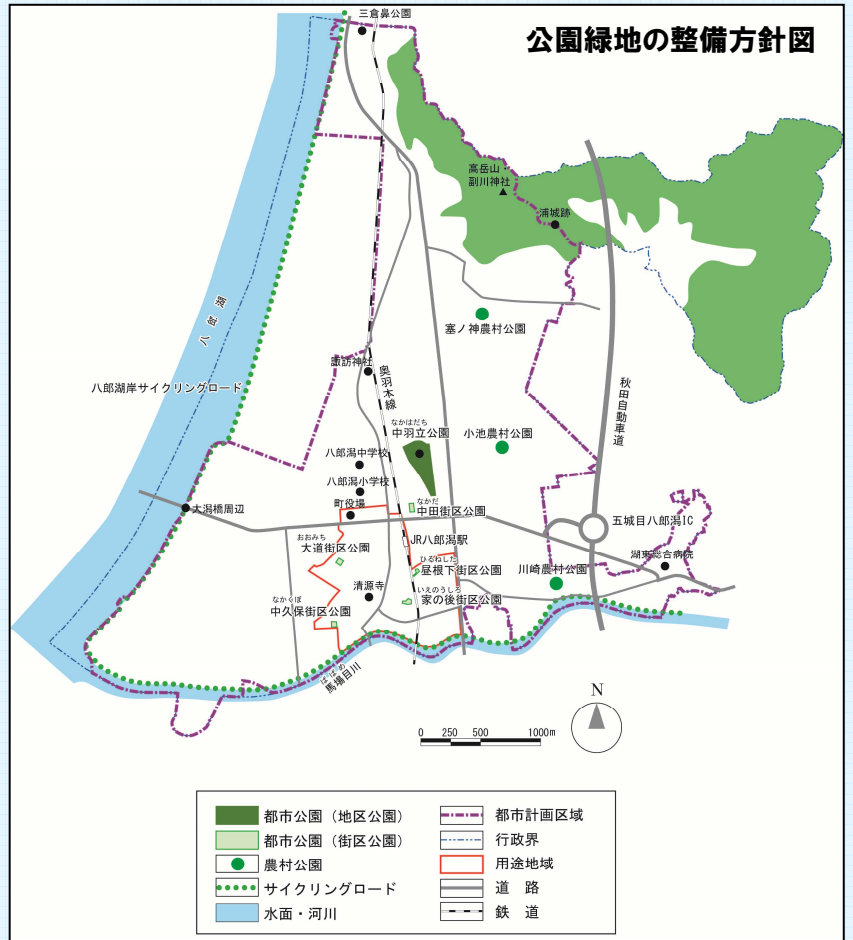 公園緑地の整備方針図
三倉鼻公園
高岳山・
副川神社
浦城跡
八郎湖
塞ノ神農村公園
諏訪神社
奥羽本線
秋田自動車道
八郎湖岸サイクリングロード
なかはだち
中羽立公園
小池農村公園
八郎潟中学校
八郎潟小学校
町役場
なかだ
中田街区公園
大潟橋周辺
五城目八郎潟IC
JR八郎潟駅
おおみち
大道街区公園
湖東総合病院
ひるねした
昼根下街区公園
川崎農村公園
清源寺
いえのうしろ
家の後街区公園
なかくぼ
中久保街区公園
ばばめ
馬場目川
N
0 250 500 1000m
都市公園（地区公園）
都市公園（街区公園）
農村公園
サイクリングロード
水面・河川
都市計画区域
行政界
用途地域
道　路
鉄　道